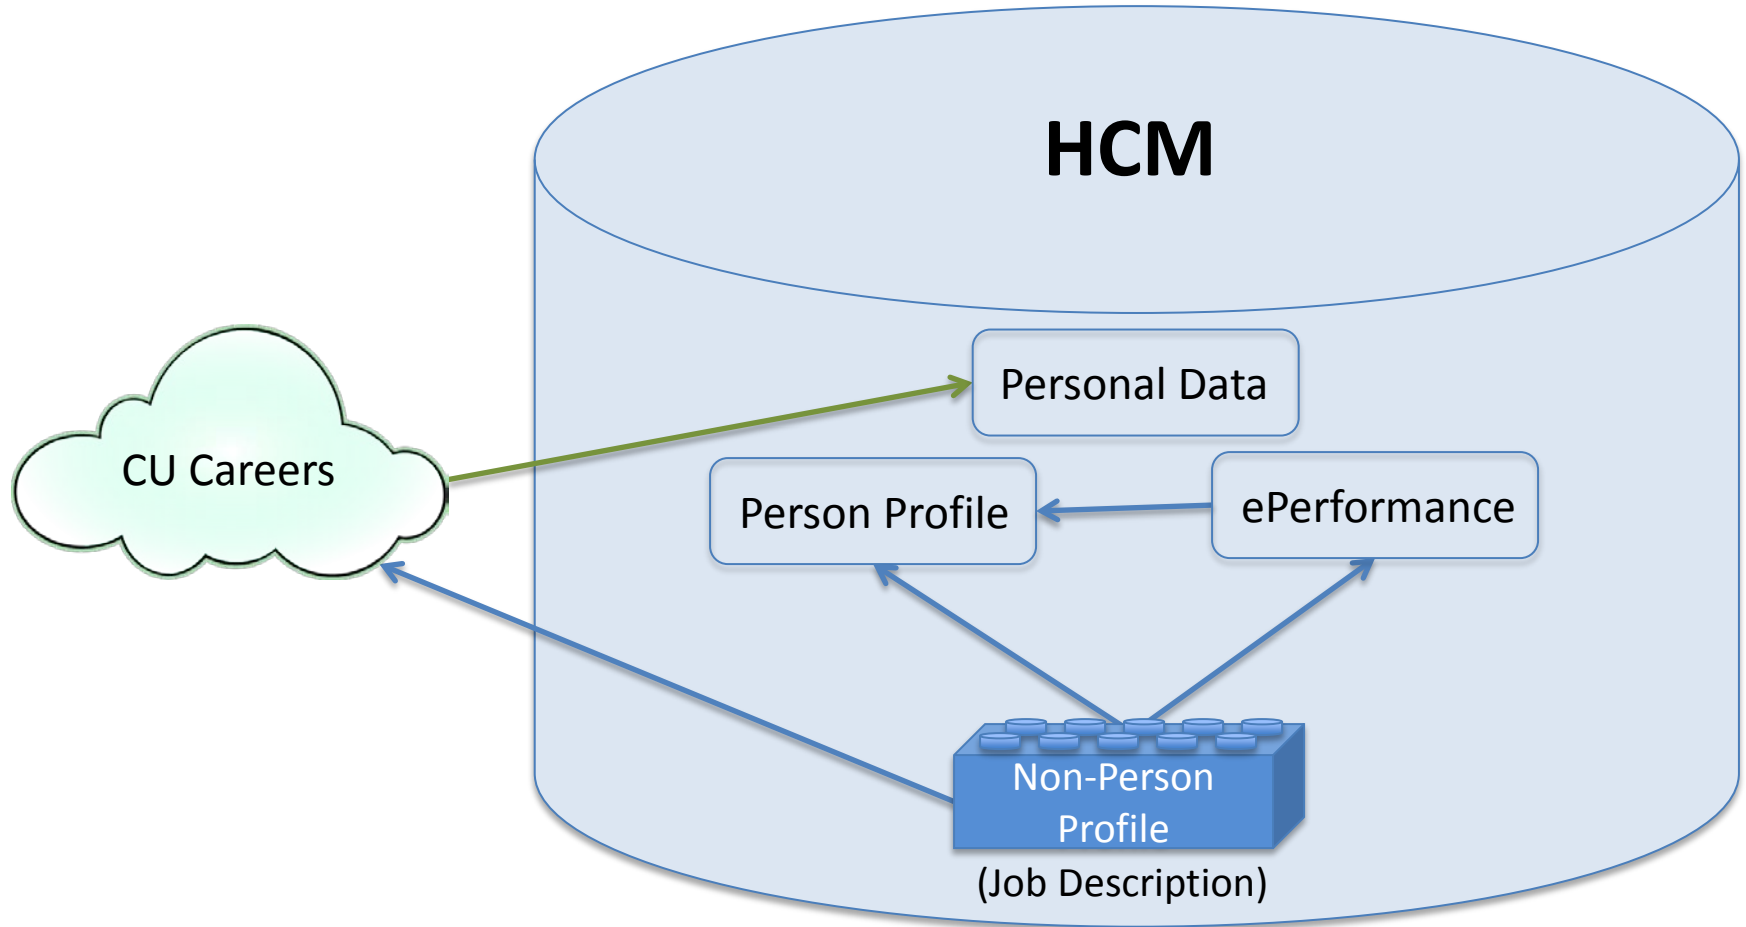 HCM
Personal Data
CU Careers
Person Profile
ePerformance
Non-Person
Profile
(Job Description)